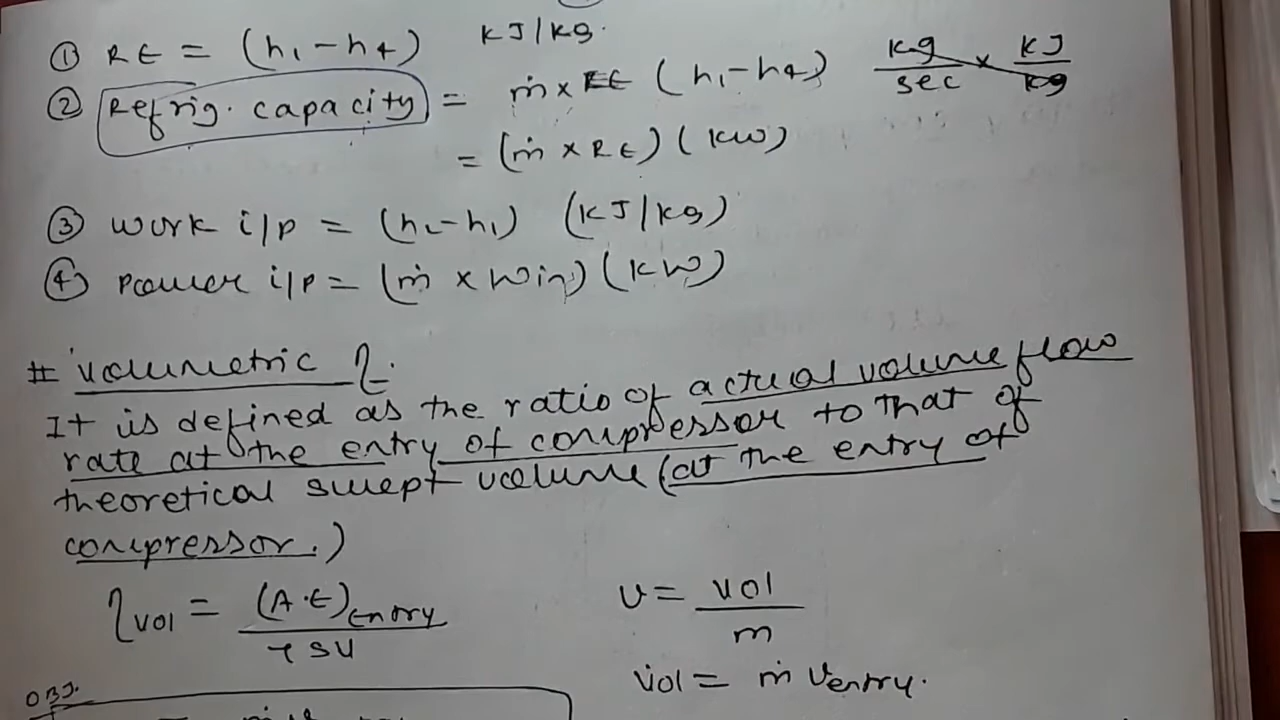 ① RE = (h₁-h₄) KJ/kg.
② Refrig. capacity = ṁ x RE (h₁-h₄) kg/sec x KJ/kg
= (ṁ x RE) (kW)
③ Work i/p = (h₂-h₁) (KJ/kg)
④ Power i/p = (ṁ x Win) (kW)
# Volumetric η.
It is defined as the ratio of actual volume flow
rate at the entry of compressor to that of
theoretical swept volume (at the entry of
compressor.)
ηvol = (A.E)entry / TSV
v = vol / m
v̇ol = ṁ ventry.
OBJ.